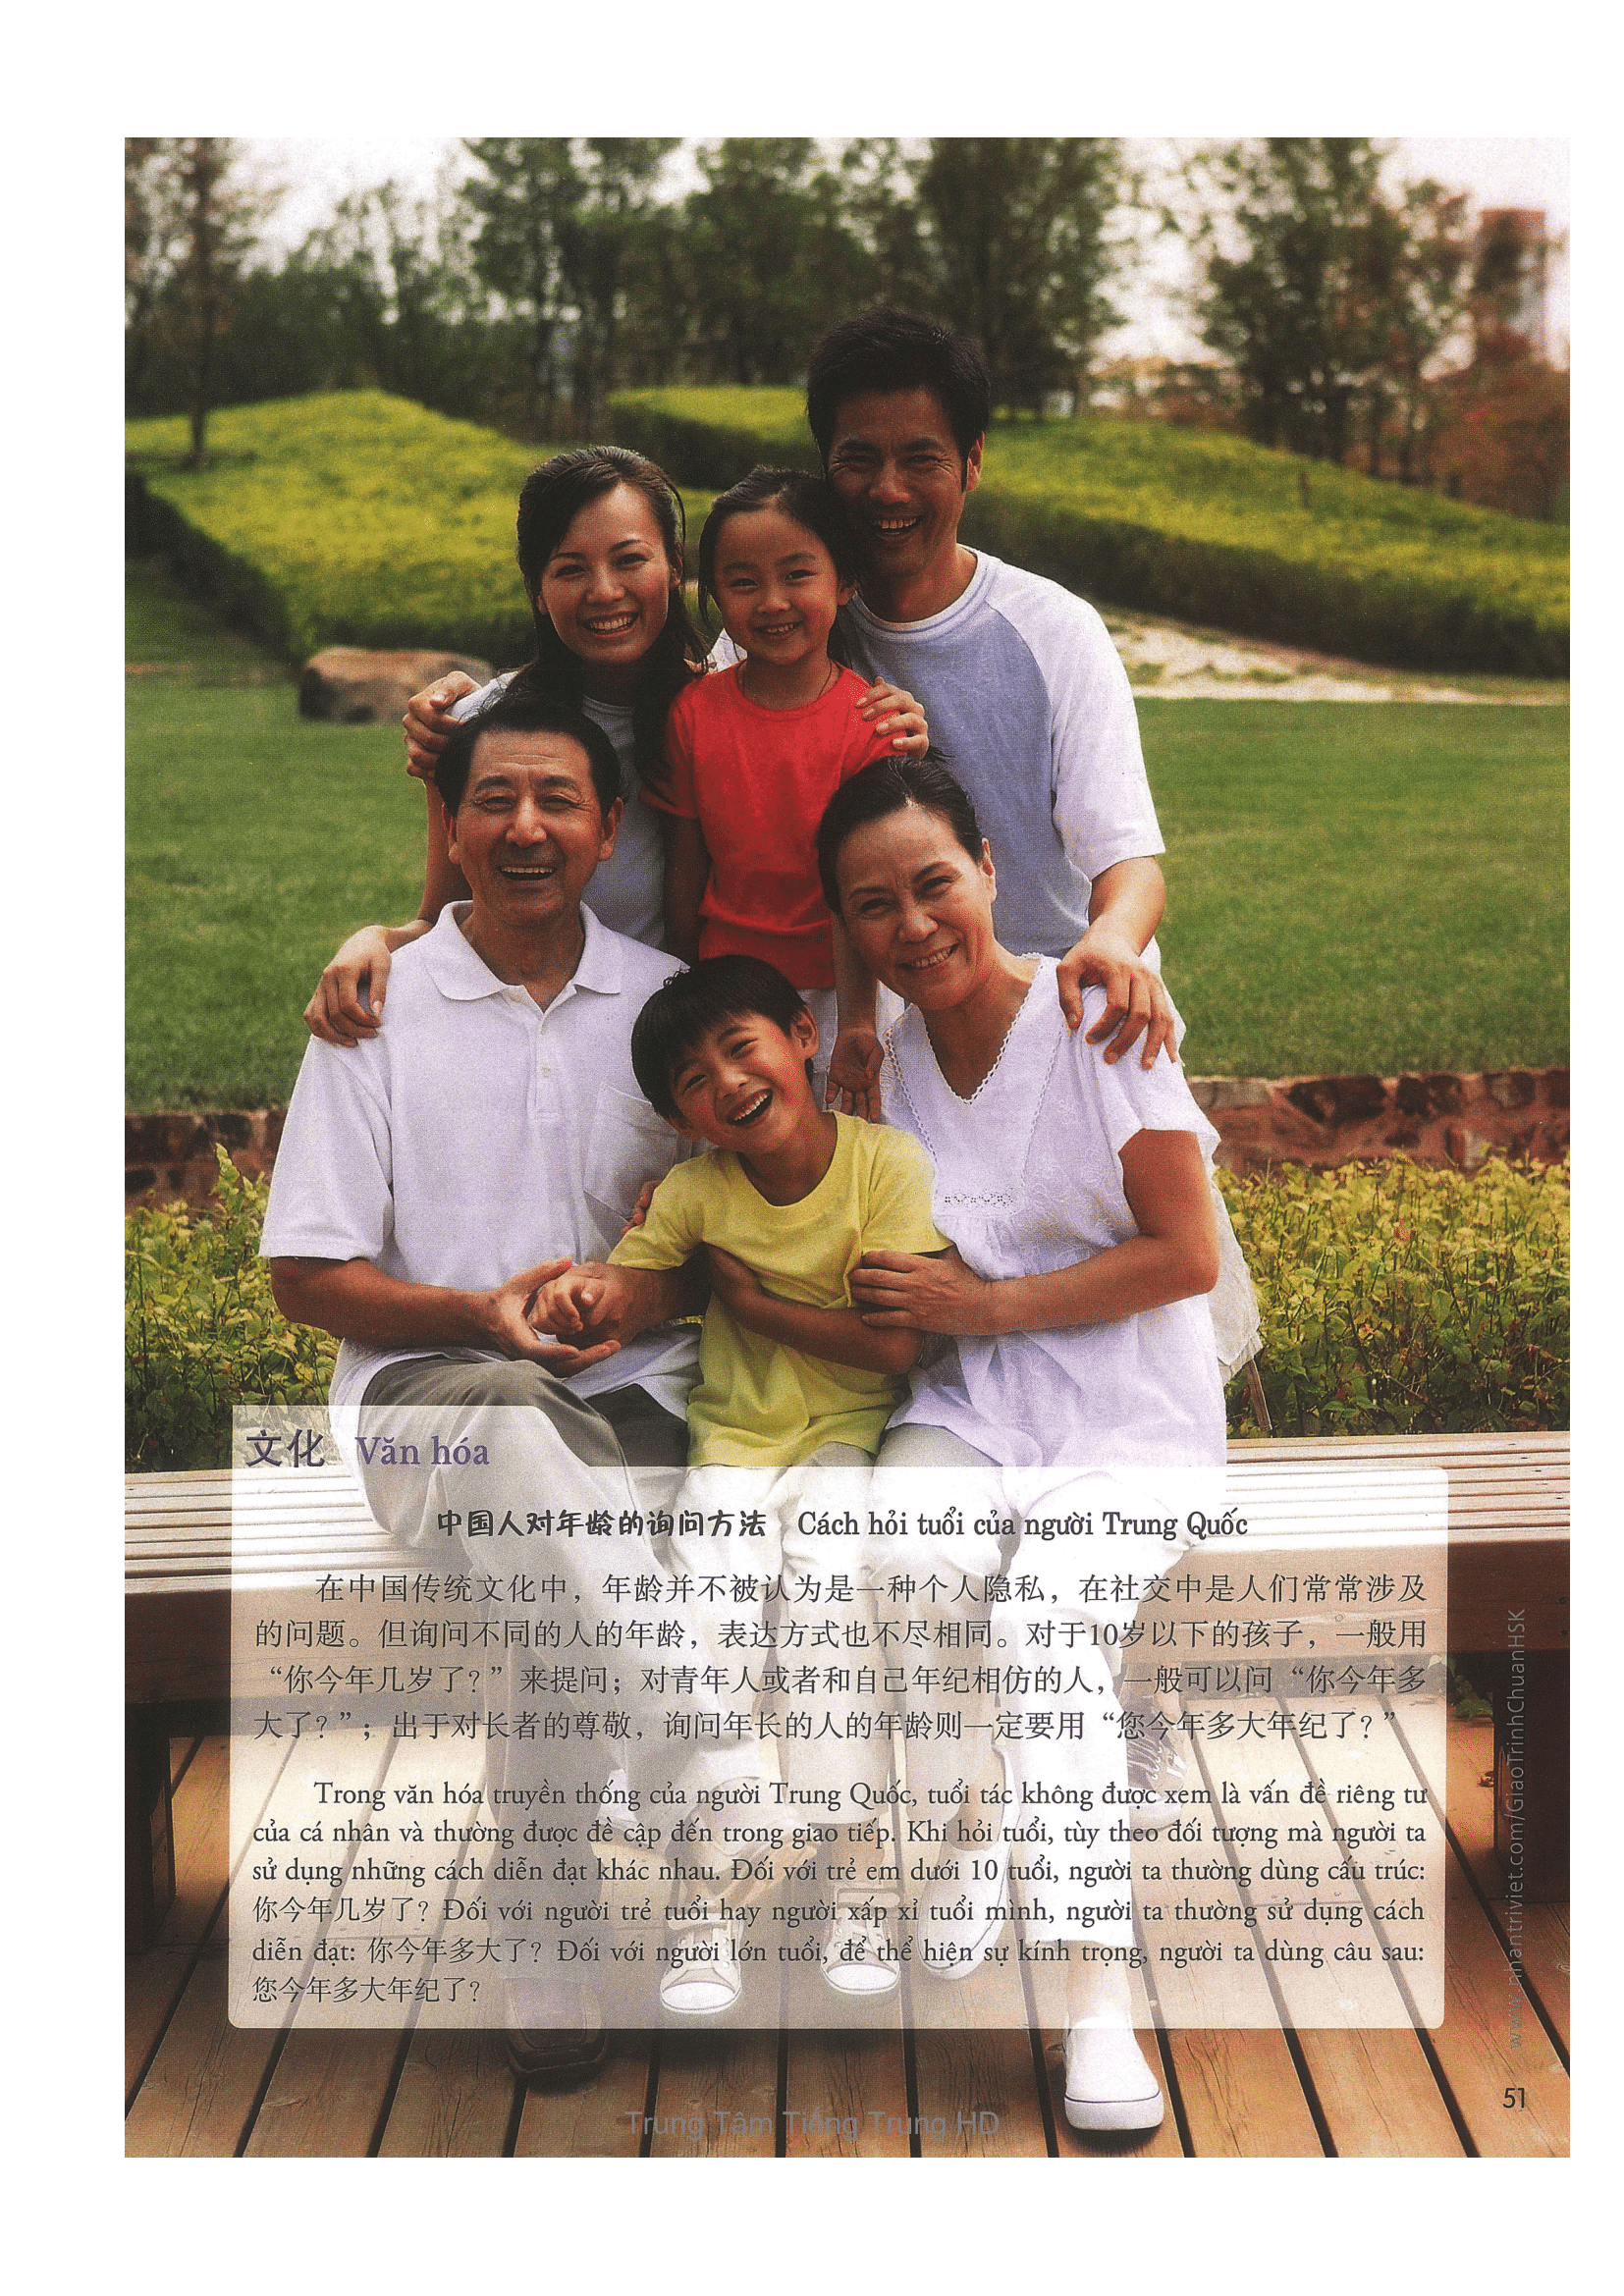 文化 Văn hóa
中国人对年龄的询问方法 Cách hỏi tuổi của người Trung Quốc
在中国传统文化中，年龄并不被认为是一种个人隐私，在社交中是人们常常涉及
的问题。但询问不同的人的年龄，表达方式也不尽相同。对于10岁以下的孩子，一般用
“你今年几岁了？”来提问；对青年人或者和自己年纪相仿的人，一般可以问“你今年多
大了？”；出于对长者的尊敬，询问年长的人的年龄则一定要用“您今年多大年纪了？”
Trong văn hóa truyền thống của người Trung Quốc, tuổi tác không được xem là vấn đề riêng tư
của cá nhân và thường được đề cập đến trong giao tiếp. Khi hỏi tuổi, tùy theo đối tượng mà người ta
sử dụng những cách diễn đạt khác nhau. Đối với trẻ em dưới 10 tuổi, người ta thường dùng cấu trúc:
你今年几岁了？Đối với người trẻ tuổi hay người xấp xỉ tuổi mình, người ta thường sử dụng cách
diễn đạt: 你今年多大了？Đối với người lớn tuổi, để thể hiện sự kính trọng, người ta dùng câu sau:
您今年多大年纪了？
www.nhantriviet.com/GiaoTrinhChuanHSK
51
Trung Tâm Tiếng Trung HD